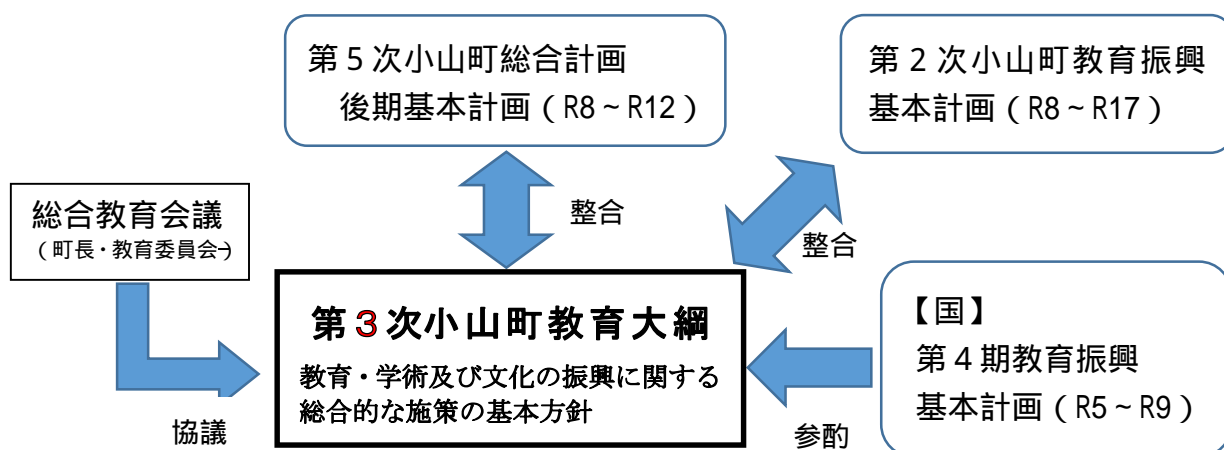 第5次小山町総合計画
後期基本計画（R8～R12）
第2次小山町教育振興
基本計画（R8～R17）
総合教育会議
（町長・教育委員会）
整合
整合
第3次小山町教育大綱
教育・学術及び文化の振興に関する
総合的な施策の基本方針
【国】
第4期教育振興
基本計画（R5～R9）
協議
参酌